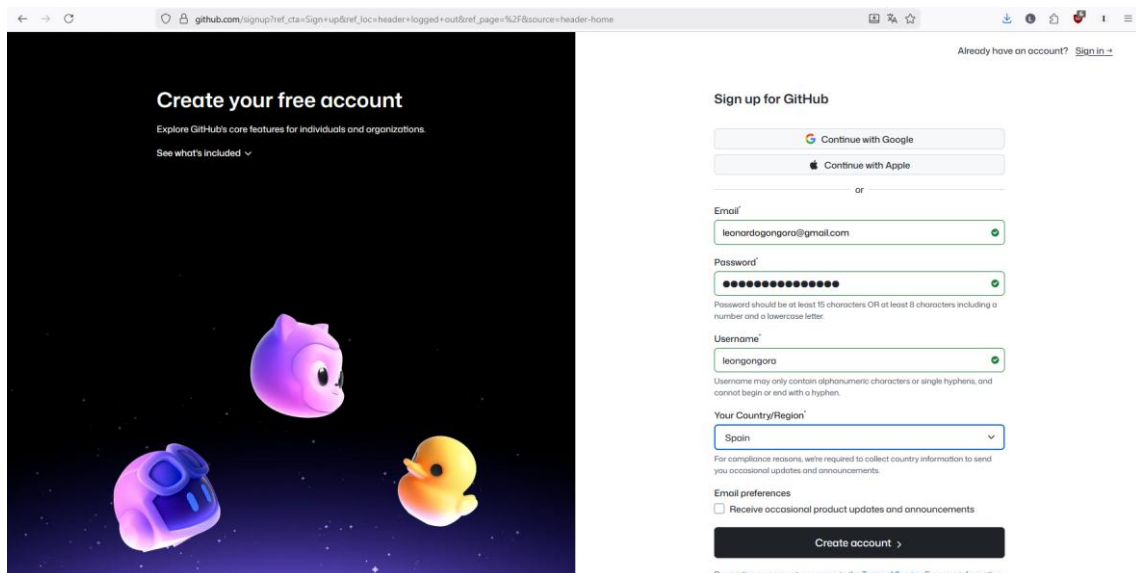 github.com/signup?ref_cta=Sign+up&ref_loc=header+logged+out&ref_page=%2F&source=header-home
Already have an account? Sign in →
Create your free account
Explore GitHub's core features for individuals and organizations.
See what's included
Sign up for GitHub
Continue with Google
Continue with Apple
or
Email*
leonardogongora@gmail.com
Password*
●●●●●●●●●●●●●●●
Password should be at least 15 characters OR at least 8 characters including a
number and a lowercase letter.
Username*
leongongora
Username may only contain alphanumeric characters or single hyphens, and
cannot begin or end with a hyphen.
Your Country/Region*
Spain
For compliance reasons, we're required to collect country information to send
you occasional updates and announcements.
Email preferences
Receive occasional product updates and announcements
Create account